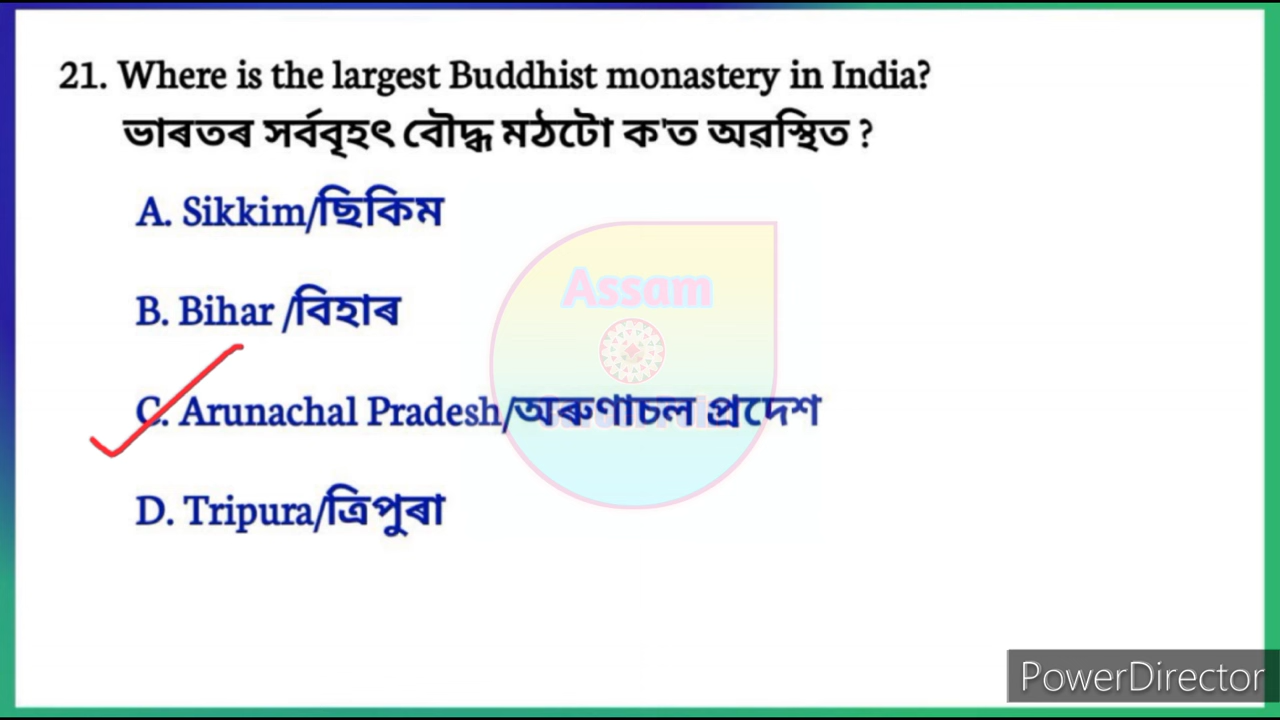 21. Where is the largest Buddhist monastery in India?
ভাৰতৰ সৰ্ববৃহৎ বৌদ্ধ মঠটো ক'ত অৱস্থিত ?
A. Sikkim/ছিকিম
Assam
B. Bihar /বিহাৰ
C. Arunachal Pradesh/অৰুণাচল প্ৰদেশ
D. Tripura/ত্ৰিপুৰা
PowerDirector